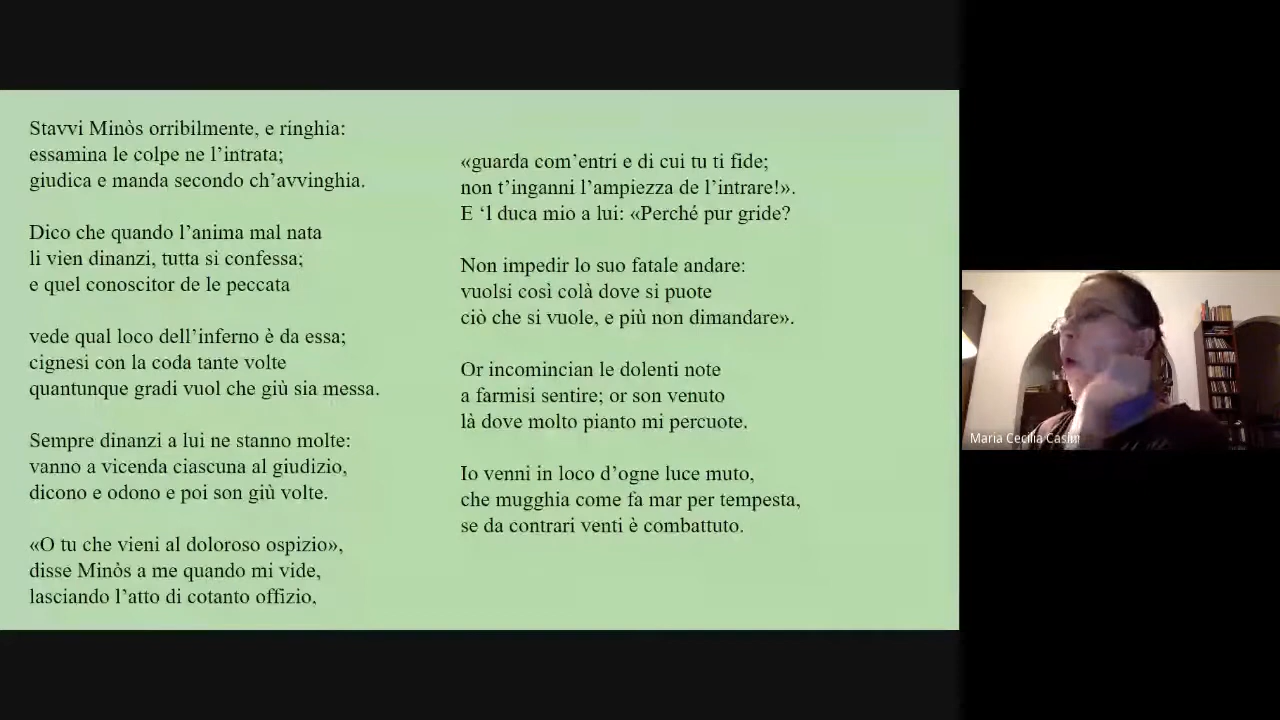 Stavvi Minòs orribilmente, e ringhia:
essamina le colpe ne l’intrata;
giudica e manda secondo ch’avvinghia.
Dico che quando l’anima mal nata
li vien dinanzi, tutta si confessa;
e quel conoscitor de le peccata
vede qual loco dell’inferno è da essa;
cignesi con la coda tante volte
quantunque gradi vuol che giù sia messa.
Sempre dinanzi a lui ne stanno molte:
vanno a vicenda ciascuna al giudizio,
dicono e odono e poi son giù volte.
«O tu che vieni al doloroso ospizio»,
disse Minòs a me quando mi vide,
lasciando l’atto di cotanto offizio,
«guarda com’entri e di cui tu ti fide;
non t’inganni l’ampiezza de l’intrare!».
E ‘l duca mio a lui: «Perché pur gride?
Non impedir lo suo fatale andare:
vuolsi così colà dove si puote
ciò che si vuole, e più non dimandare».
Or incomincian le dolenti note
a farmisi sentire; or son venuto
là dove molto pianto mi percuote.
Io venni in loco d’ogne luce muto,
che mugghia come fa mar per tempesta,
se da contrari venti è combattuto.
Maria Cecilia Casini